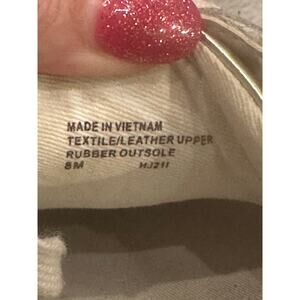 MADE IN VIETNAM
TEXTILE/LEATHER UPPER
RUBBER OUTSOLE
8M HJ211